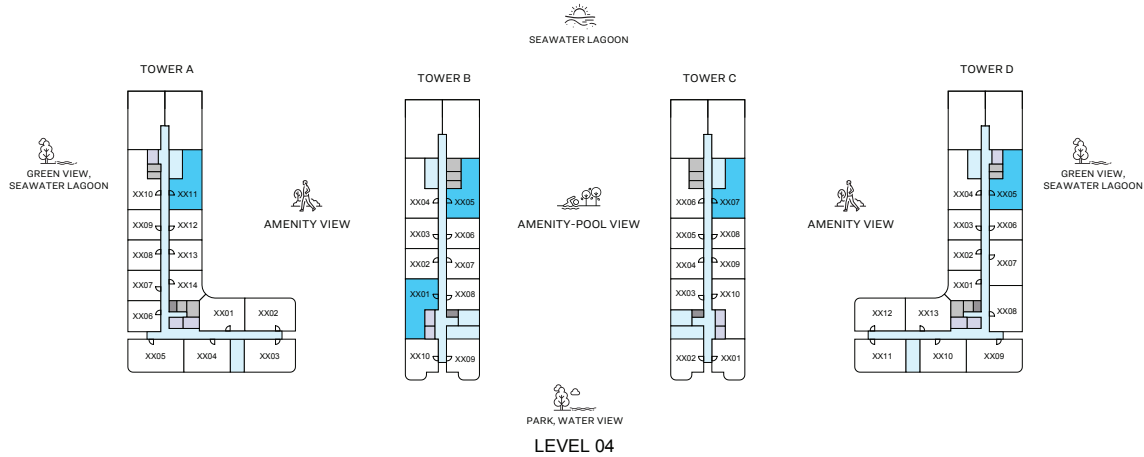 SEAWATER LAGOON
TOWER A
TOWER B
TOWER C
TOWER D
GREEN VIEW,
SEAWATER LAGOON
AMENITY VIEW
AMENITY-POOL VIEW
AMENITY VIEW
GREEN VIEW,
SEAWATER LAGOON
XX10 XX11
XX09 XX12
XX08 XX13
XX07 XX14
XX06 XX01 XX02
XX05 XX04 XX03
XX04 XX05
XX03 XX06
XX02 XX07
XX01 XX08
XX10 XX09
XX06 XX07
XX05 XX08
XX04 XX09
XX03 XX10
XX02 XX01
XX04 XX05
XX03 XX06
XX02 XX07
XX01
XX12 XX13 XX08
XX11 XX10 XX09
PARK, WATER VIEW
LEVEL 04